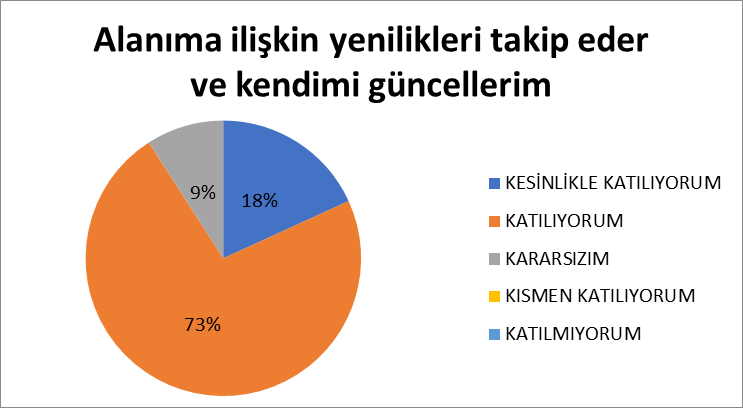 Alanıma ilişkin yenilikleri takip eder
ve kendimi güncellerim
9%
18%
73%
KESİNLİKLE KATILIYORUM
KATILIYORUM
KARARSIZIM
KISMEN KATILIYORUM
KATILMIYORUM